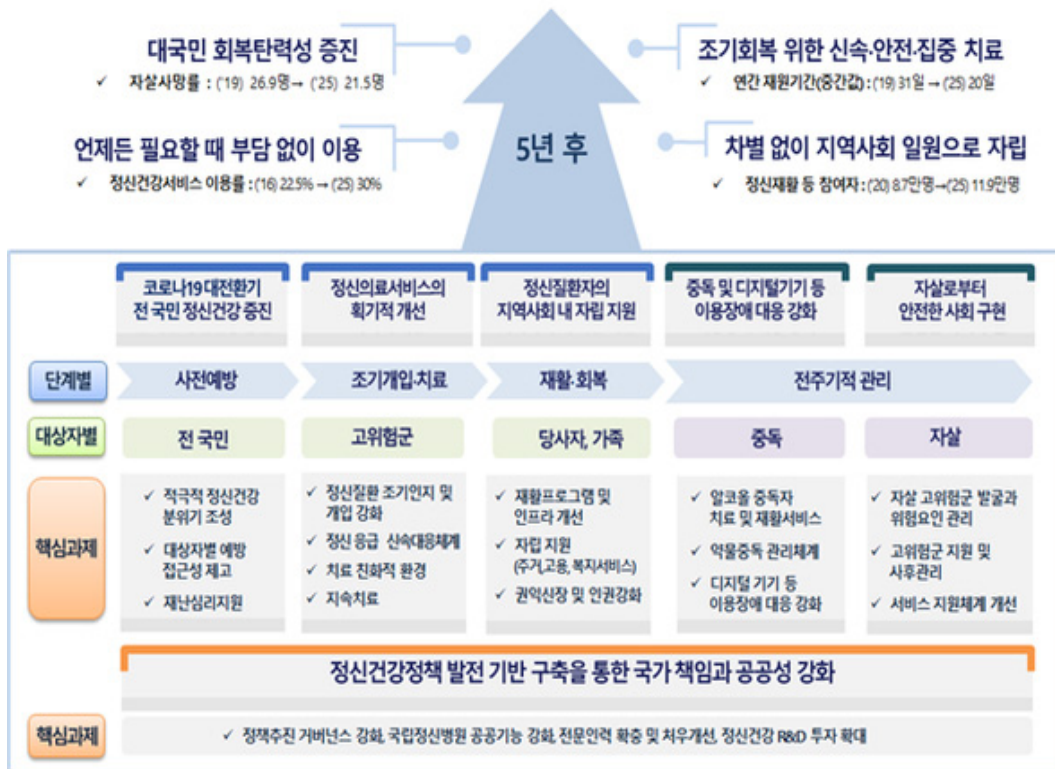 대국민 회복탄력성 증진
✓ 자살사망률 : ('19) 26.9명→ ('25) 21.5명
조기회복 위한 신속·안전·집중 치료
✓ 연간 재원기간(중간값) : ('19) 31일 → ('25) 20일
언제든 필요할 때 부담 없이 이용
✓ 정신건강서비스 이용률 : ('16) 22.5% → ('25) 30%
5년 후
차별 없이 지역사회 일원으로 자립
✓ 정신재활 등 참여자 : ('20) 8.7만명→('25) 11.9만명
코로나19 대전환기
전 국민 정신건강 증진
정신의료서비스의
획기적 개선
정신질환자의
지역사회 내 자립 지원
중독 및 디지털기기 등
이용장애 대응 강화
자살로부터
안전한 사회 구현
단계별
사전예방
조기개입·치료
재활·회복
전주기적 관리
대상자별
전 국민
고위험군
당사자, 가족
중독
자살
핵심과제
✓ 적극적 정신건강
분위기 조성
✓ 대상자별 예방
접근성 제고
✓ 재난심리지원
✓ 정신질환 조기인지 및
개입 강화
✓ 정신 응급 신속대응체계
✓ 치료 친화적 환경
✓ 지속치료
✓ 재활프로그램 및
인프라 개선
✓ 자립 지원
(주거,고용, 복지서비스)
✓ 권익신장 및 인권강화
✓ 알코올 중독자
치료 및 재활서비스
✓ 약물중독 관리체계
✓ 디지털 기기 등
이용장애 대응 강화
✓ 자살 고위험군 발굴과
위험요인 관리
✓ 고위험군 지원 및
사후관리
✓ 서비스 지원체계 개선
정신건강정책 발전 기반 구축을 통한 국가 책임과 공공성 강화
핵심과제
✓ 정책추진 거버넌스 강화, 국립정신병원 공공기능 강화, 전문인력 확충 및 처우개선, 정신건강 R&D 투자 확대